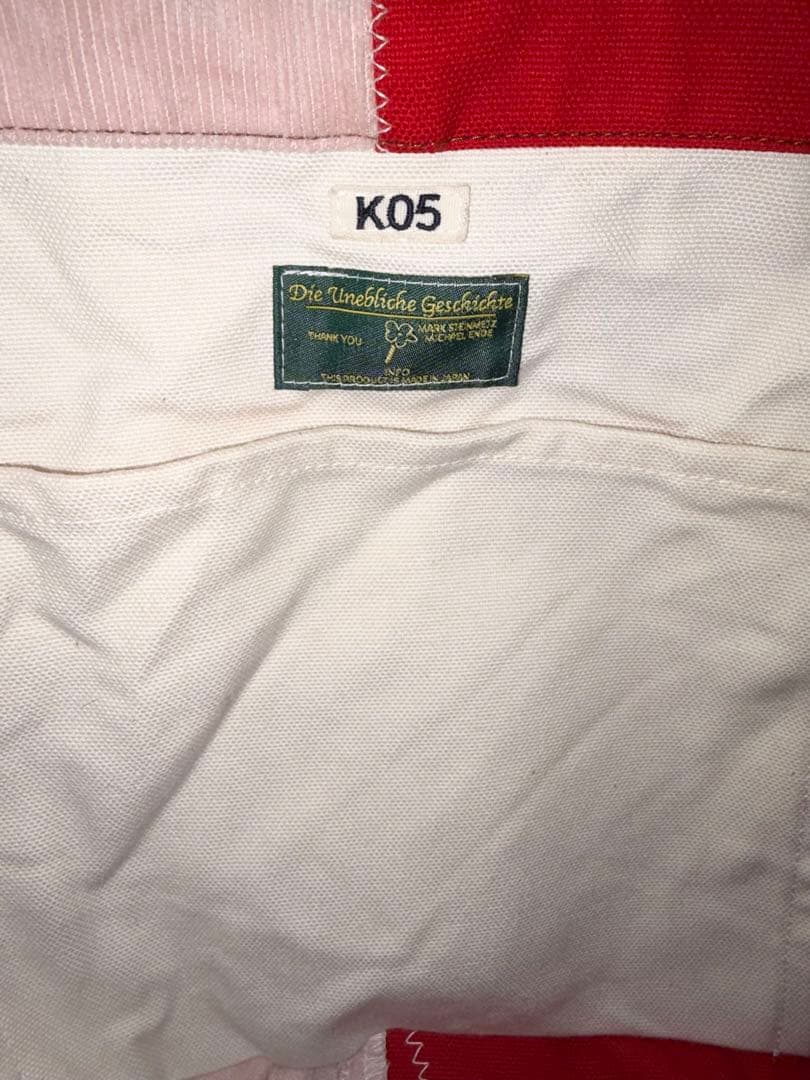 K05
Die Unebliche Geschichte
THANK YOU
MARK STEINMETZ
MICHAEL ENDE
INFO
THIS PRODUCT IS MADE IN JAPAN